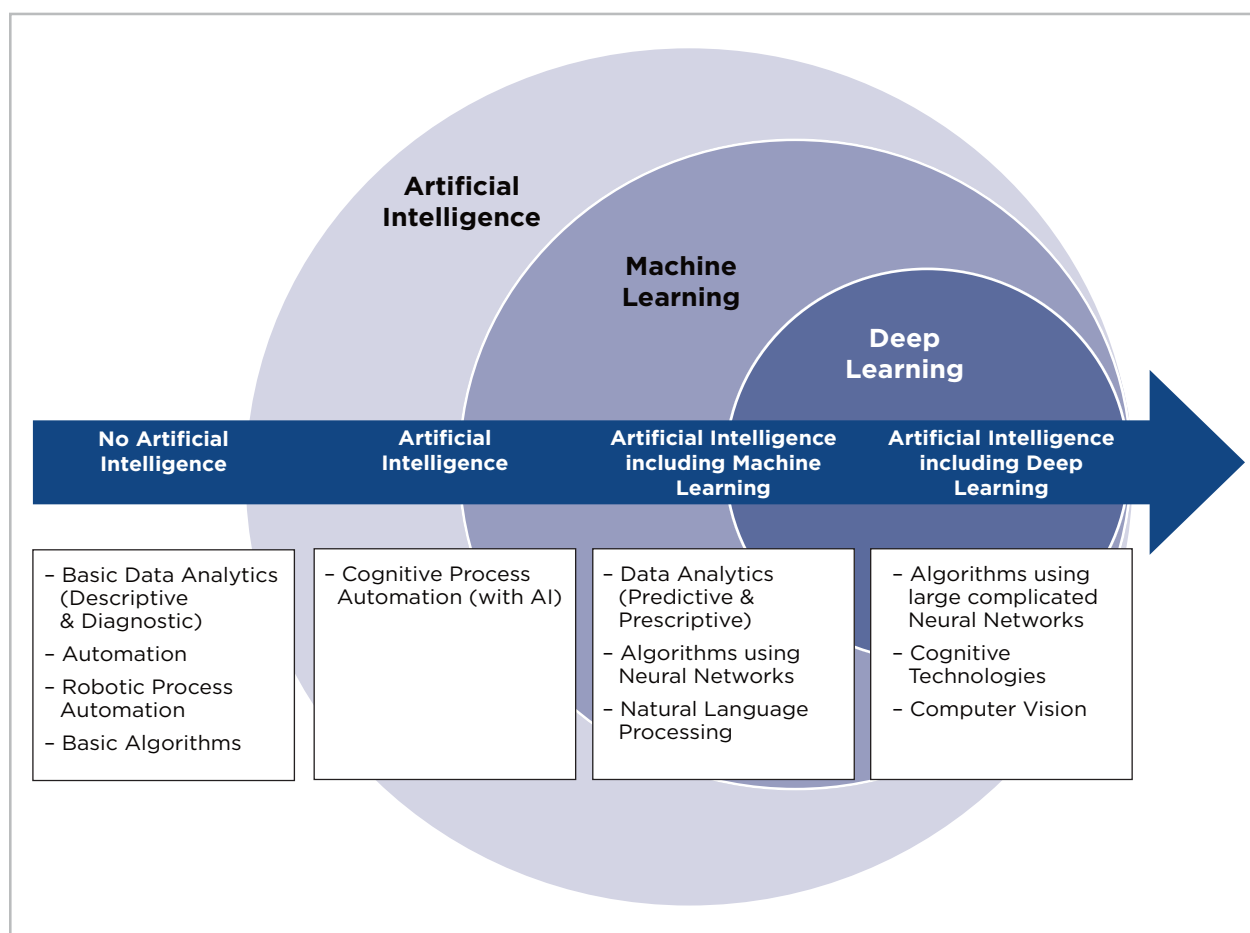 Artificial
Intelligence
Machine
Learning
Deep
Learning
No Artificial
Intelligence
Artificial
Intelligence
Artificial Intelligence
including Machine
Learning
Artificial Intelligence
including Deep
Learning
– Basic Data Analytics
(Descriptive
& Diagnostic)
– Automation
– Robotic Process
Automation
– Basic Algorithms
– Cognitive Process
Automation (with AI)
– Data Analytics
(Predictive &
Prescriptive)
– Algorithms using
Neural Networks
– Natural Language
Processing
– Algorithms using
large complicated
Neural Networks
– Cognitive
Technologies
– Computer Vision